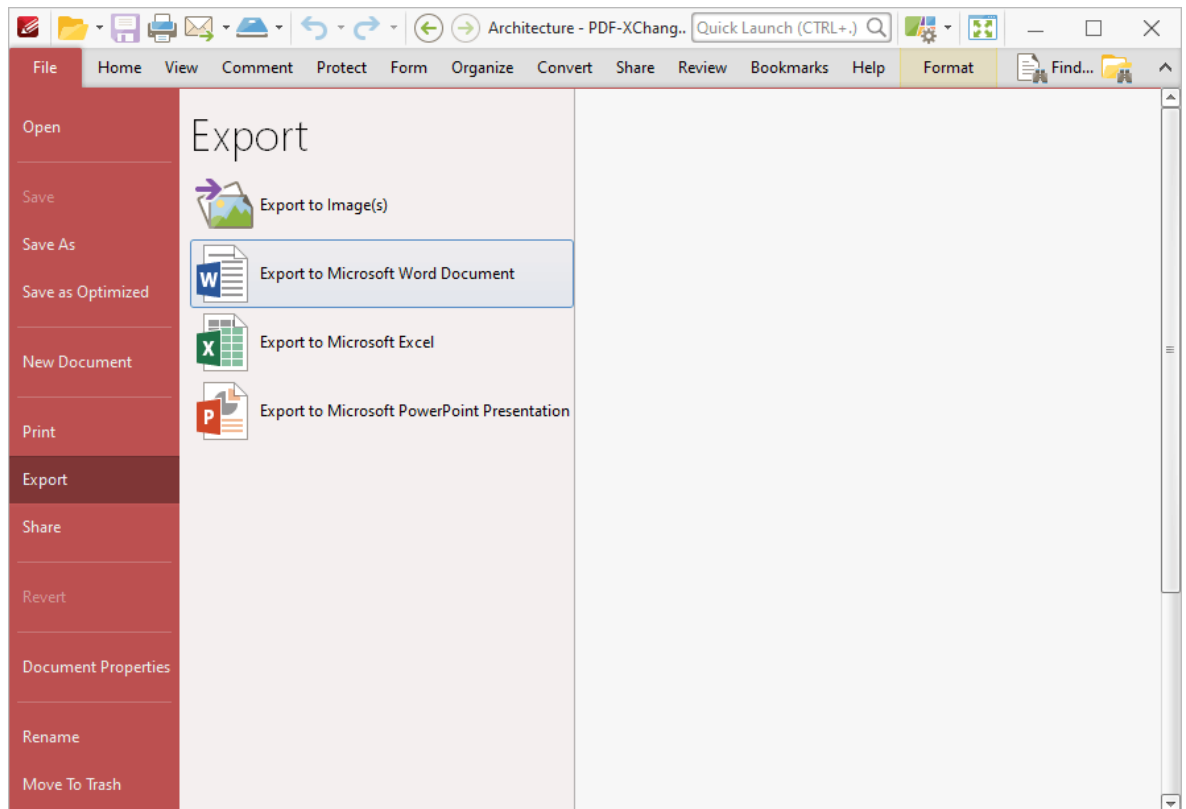 Architecture - PDF-XChang..
Quick Launch (CTRL+.)
File
Home
View
Comment
Protect
Form
Organize
Convert
Share
Review
Bookmarks
Help
Format
Find...
Open
Save
Save As
Save as Optimized
New Document
Print
Export
Share
Revert
Document Properties
Rename
Move To Trash
Export
Export to Image(s)
W
Export to Microsoft Word Document
X
Export to Microsoft Excel
P
Export to Microsoft PowerPoint Presentation